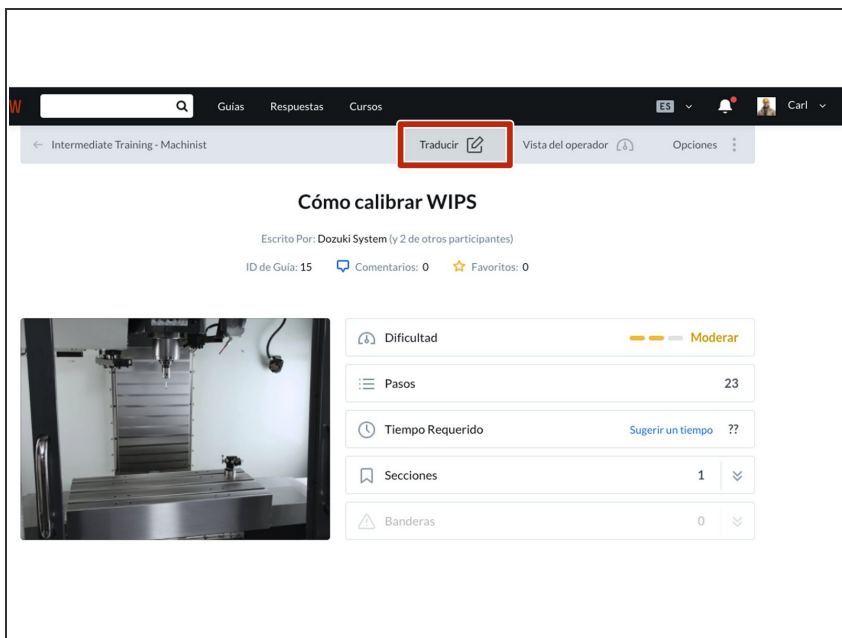 W Guías Respuestas Cursos ES Carl
← Intermediate Training - Machinist Traducir Vista del operador Opciones
Cómo calibrar WIPS
Escrito Por: Dozuki System (y 2 de otros participantes)
ID de Guía: 15 Comentarios: 0 Favoritos: 0
Dificultad Moderar
Pasos 23
Tiempo Requerido Sugerir un tiempo ??
Secciones 1
Banderas 0